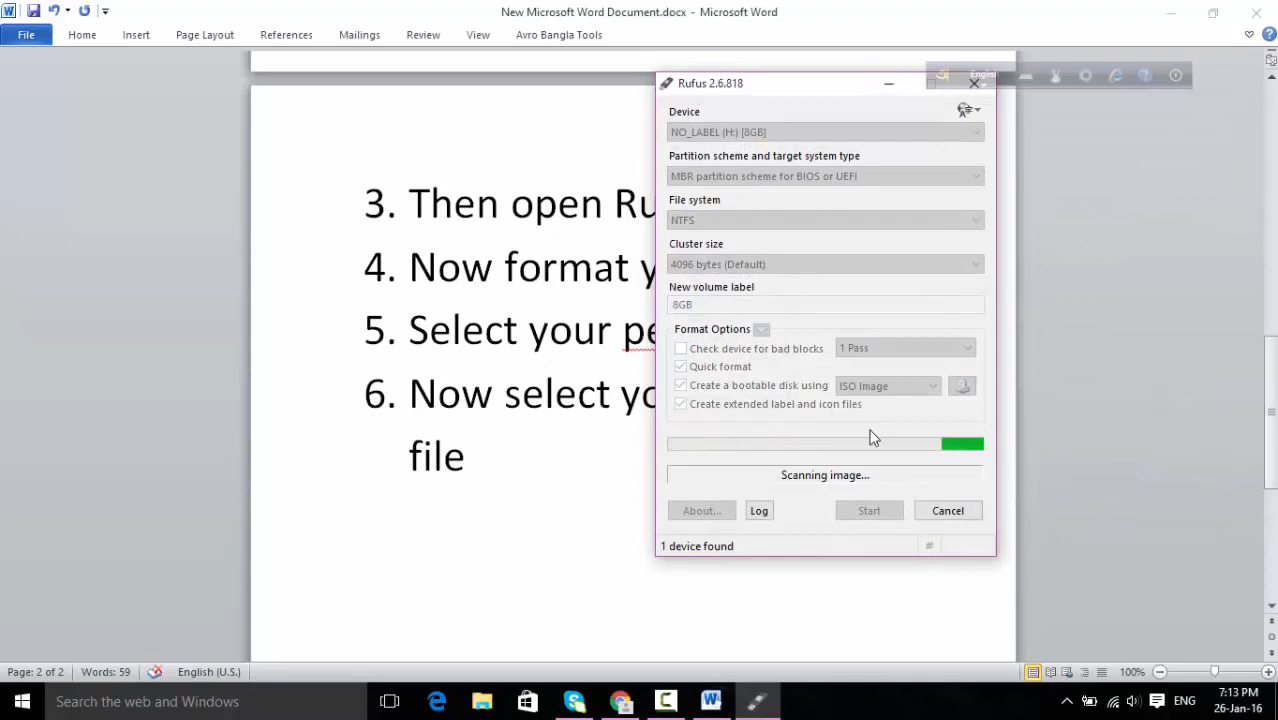 New Microsoft Word Document.docx - Microsoft Word
File Home Insert Page Layout References Mailings Review View Avro Bangla Tools
English
Rufus 2.6.818
Device
NO_LABEL (H:) [8GB]
Partition scheme and target system type
MBR partition scheme for BIOS or UEFI
File system
NTFS
Cluster size
4096 bytes (Default)
New volume label
8GB
Format Options
Check device for bad blocks 1 Pass
Quick format
Create a bootable disk using ISO Image
Create extended label and icon files
Scanning image...
About... Log Start Cancel
1 device found #
3. Then open Ru
4. Now format y
5. Select your pe
6. Now select yo
file
Page: 2 of 2 Words: 59 English (U.S.) 100%
Search the web and Windows ENG 7:13 PM
26-Jan-16